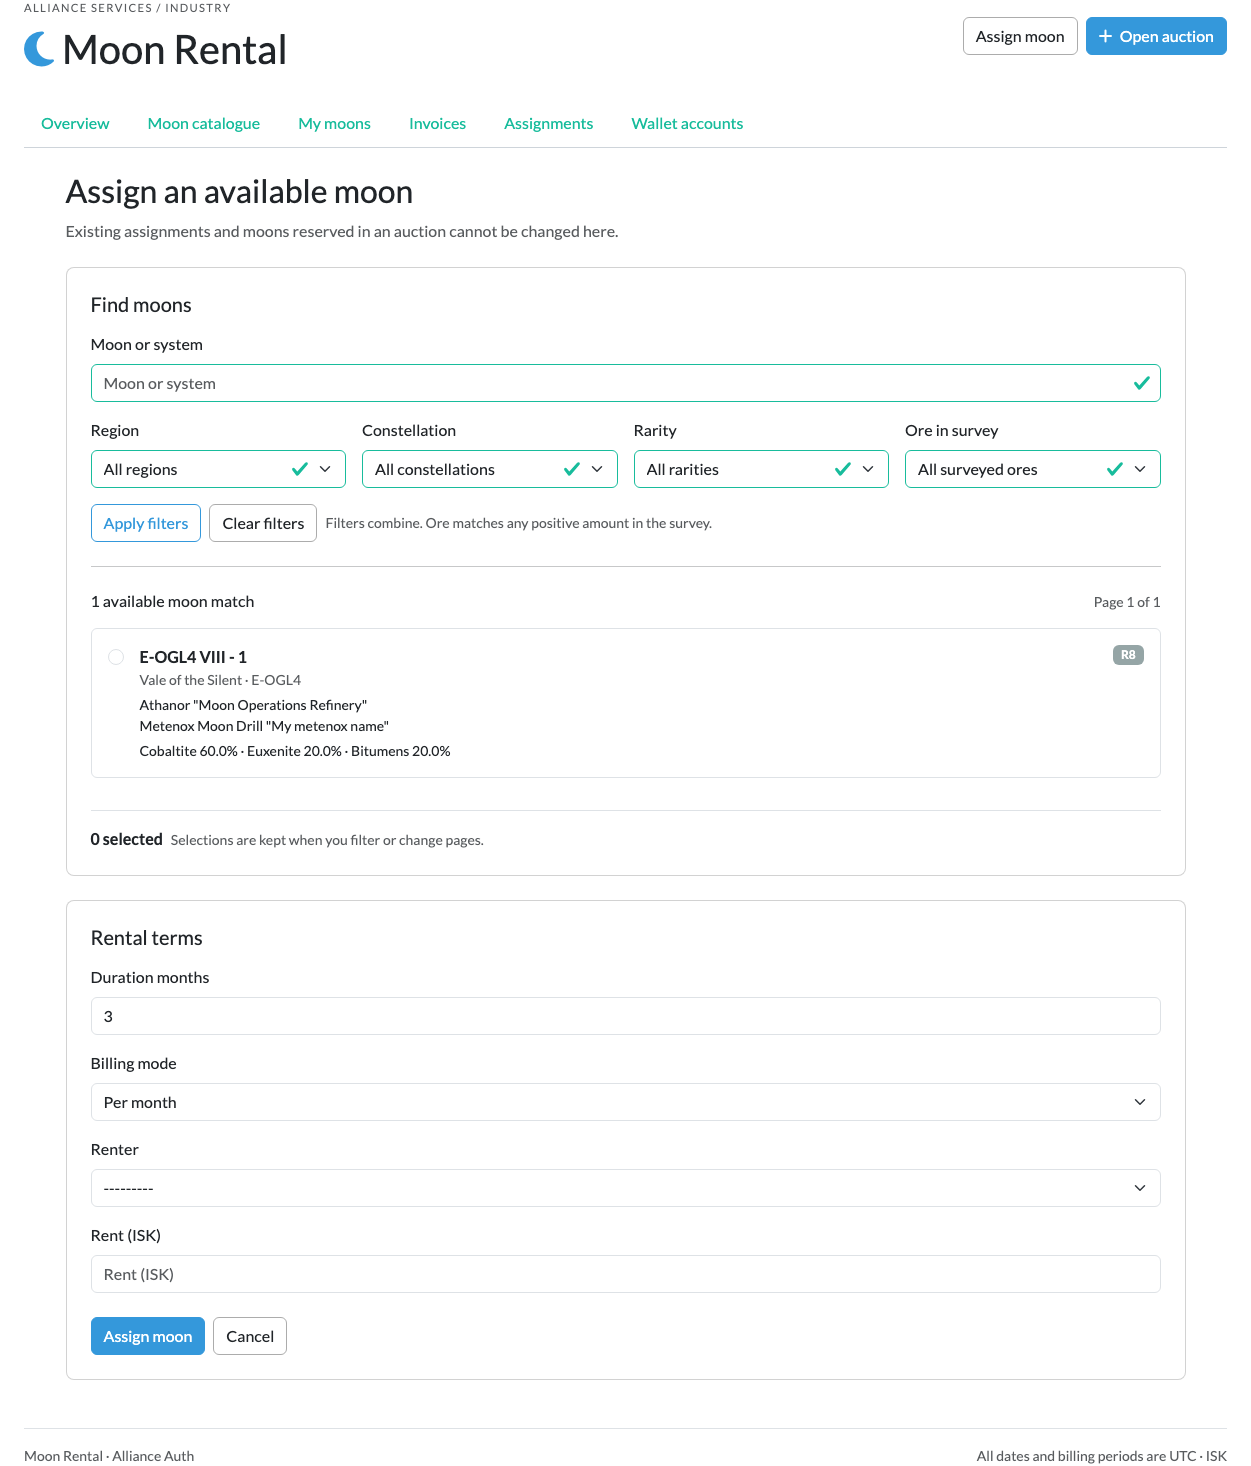 ALLIANCE SERVICES / INDUSTRY
Moon Rental
Assign moon
Open auction
Overview
Moon catalogue
My moons
Invoices
Assignments
Wallet accounts
Assign an available moon
Existing assignments and moons reserved in an auction cannot be changed here.
Find moons
Moon or system
Moon or system
Region
Constellation
Rarity
Ore in survey
All regions
All constellations
All rarities
All surveyed ores
Apply filters
Clear filters
Filters combine. Ore matches any positive amount in the survey.
1 available moon match
Page 1 of 1
E-OGL4 VIII - 1
R8
Vale of the Silent · E-OGL4
Athanor "Moon Operations Refinery"
Metenox Moon Drill "My metenox name"
Cobaltite 60.0% · Euxenite 20.0% · Bitumens 20.0%
0 selected
Selections are kept when you filter or change pages.
Rental terms
Duration months
3
Billing mode
Per month
Renter
---------
Rent (ISK)
Rent (ISK)
Assign moon
Cancel
Moon Rental · Alliance Auth
All dates and billing periods are UTC · ISK